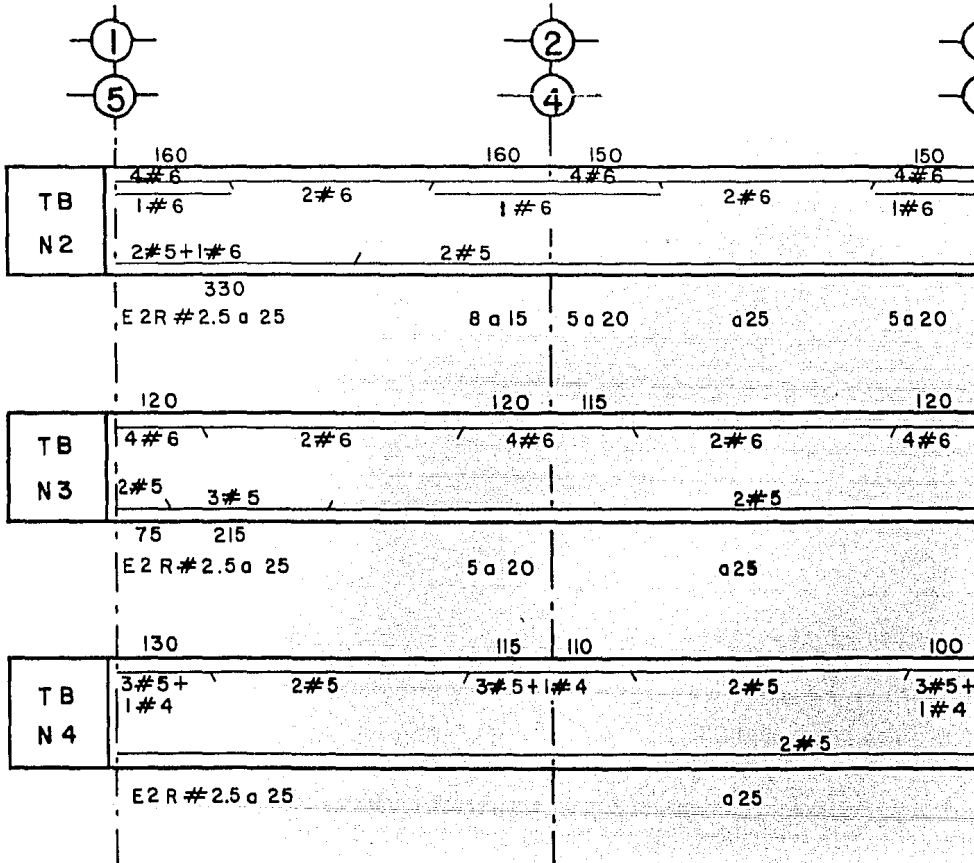 1 2
5 4
160 160 150 150
4#6 4#6 4#6
TB 1#6 2#6 1#6 2#6 1#6
N2 2#5+1#6 2#5
330
E2R#2.5 a 25 8 a 15 5 a 20 a25 5 a 20
120 120 115 120
TB 4#6 2#6 4#6 2#6 4#6
N3 2#5 3#5 2#5
75 215
E2R#2.5 a 25 5 a 20 a25
130 115 110 100
TB 3#5+ 2#5 3#5+1#4 2#5 3#5+
1#4 1#4
N4 2#5
E2R#2.5 a 25 a25